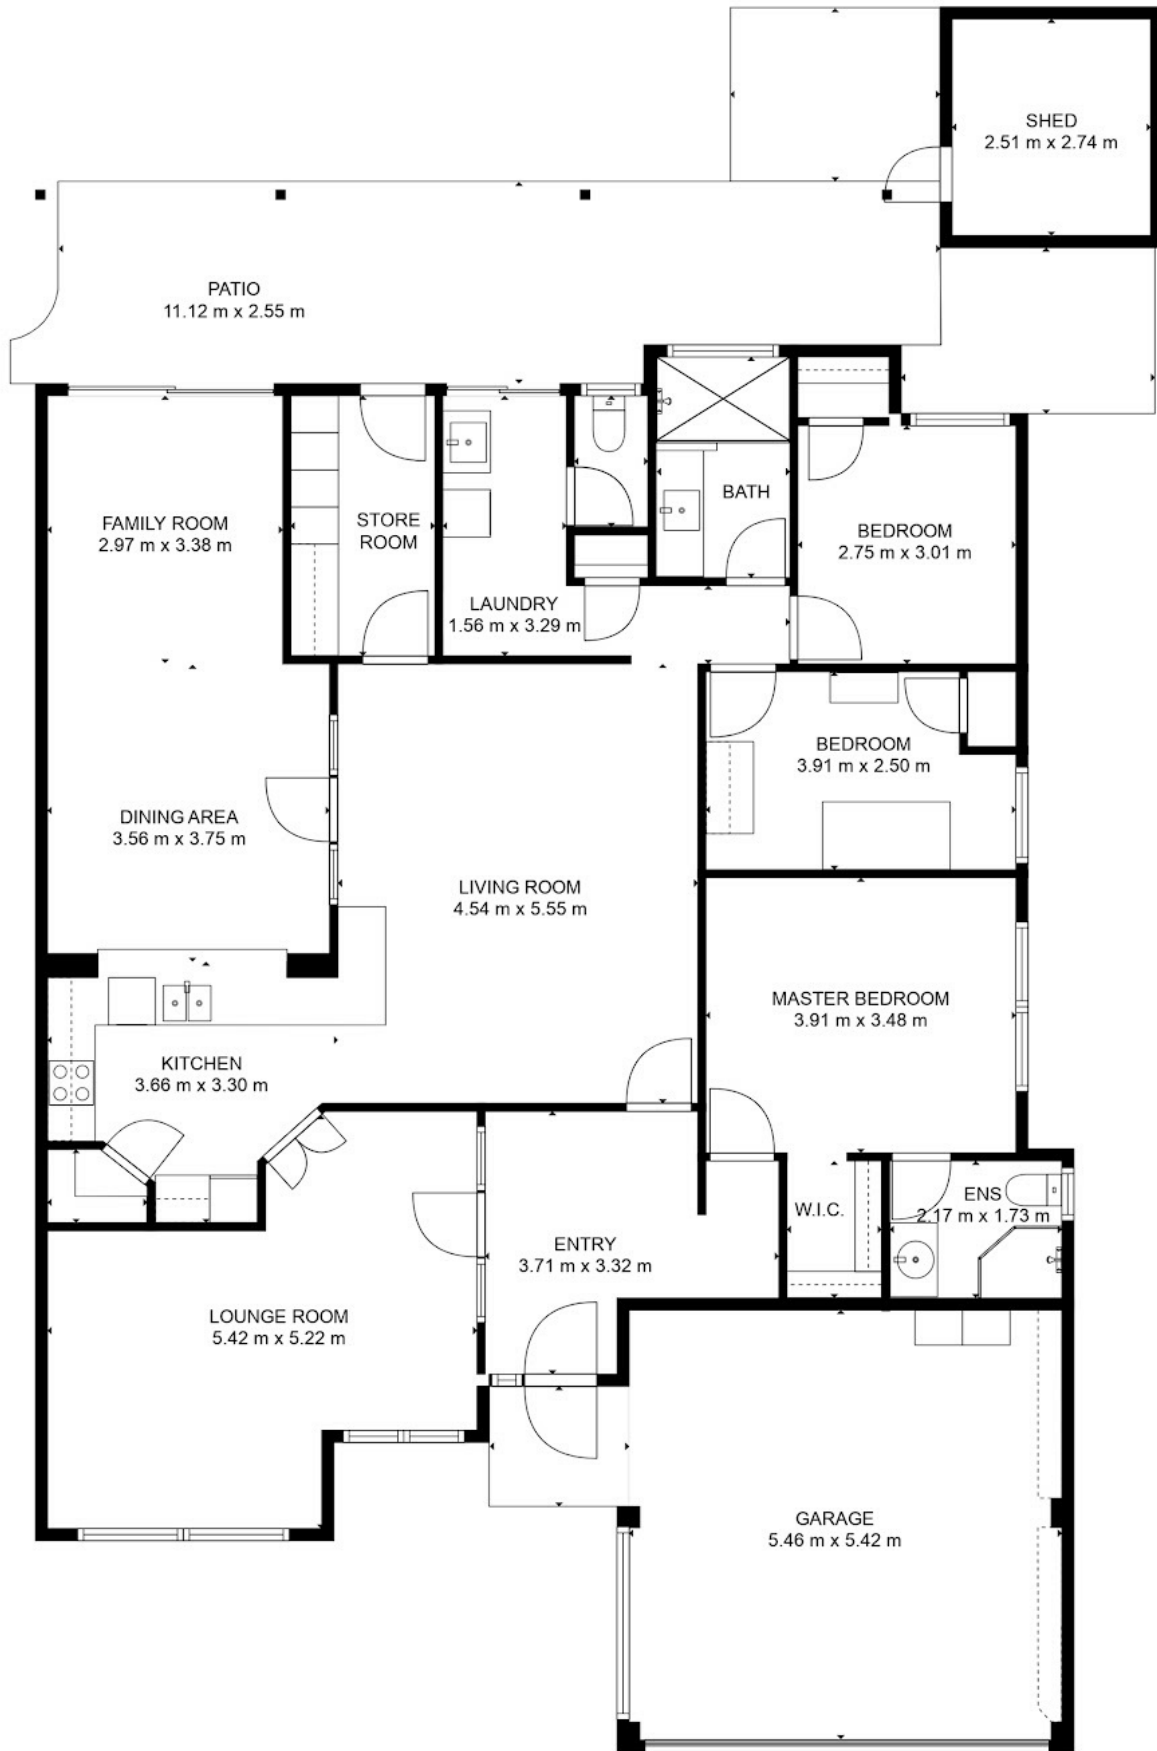 SHED
2.51 m x 2.74 m
PATIO
11.12 m x 2.55 m
FAMILY ROOM
2.97 m x 3.38 m
STORE
ROOM
BATH
BEDROOM
2.75 m x 3.01 m
LAUNDRY
1.56 m x 3.29 m
BEDROOM
3.91 m x 2.50 m
DINING AREA
3.56 m x 3.75 m
LIVING ROOM
4.54 m x 5.55 m
MASTER BEDROOM
3.91 m x 3.48 m
KITCHEN
3.66 m x 3.30 m
W.I.C.
ENS
2.17 m x 1.73 m
ENTRY
3.71 m x 3.32 m
LOUNGE ROOM
5.42 m x 5.22 m
GARAGE
5.46 m x 5.42 m